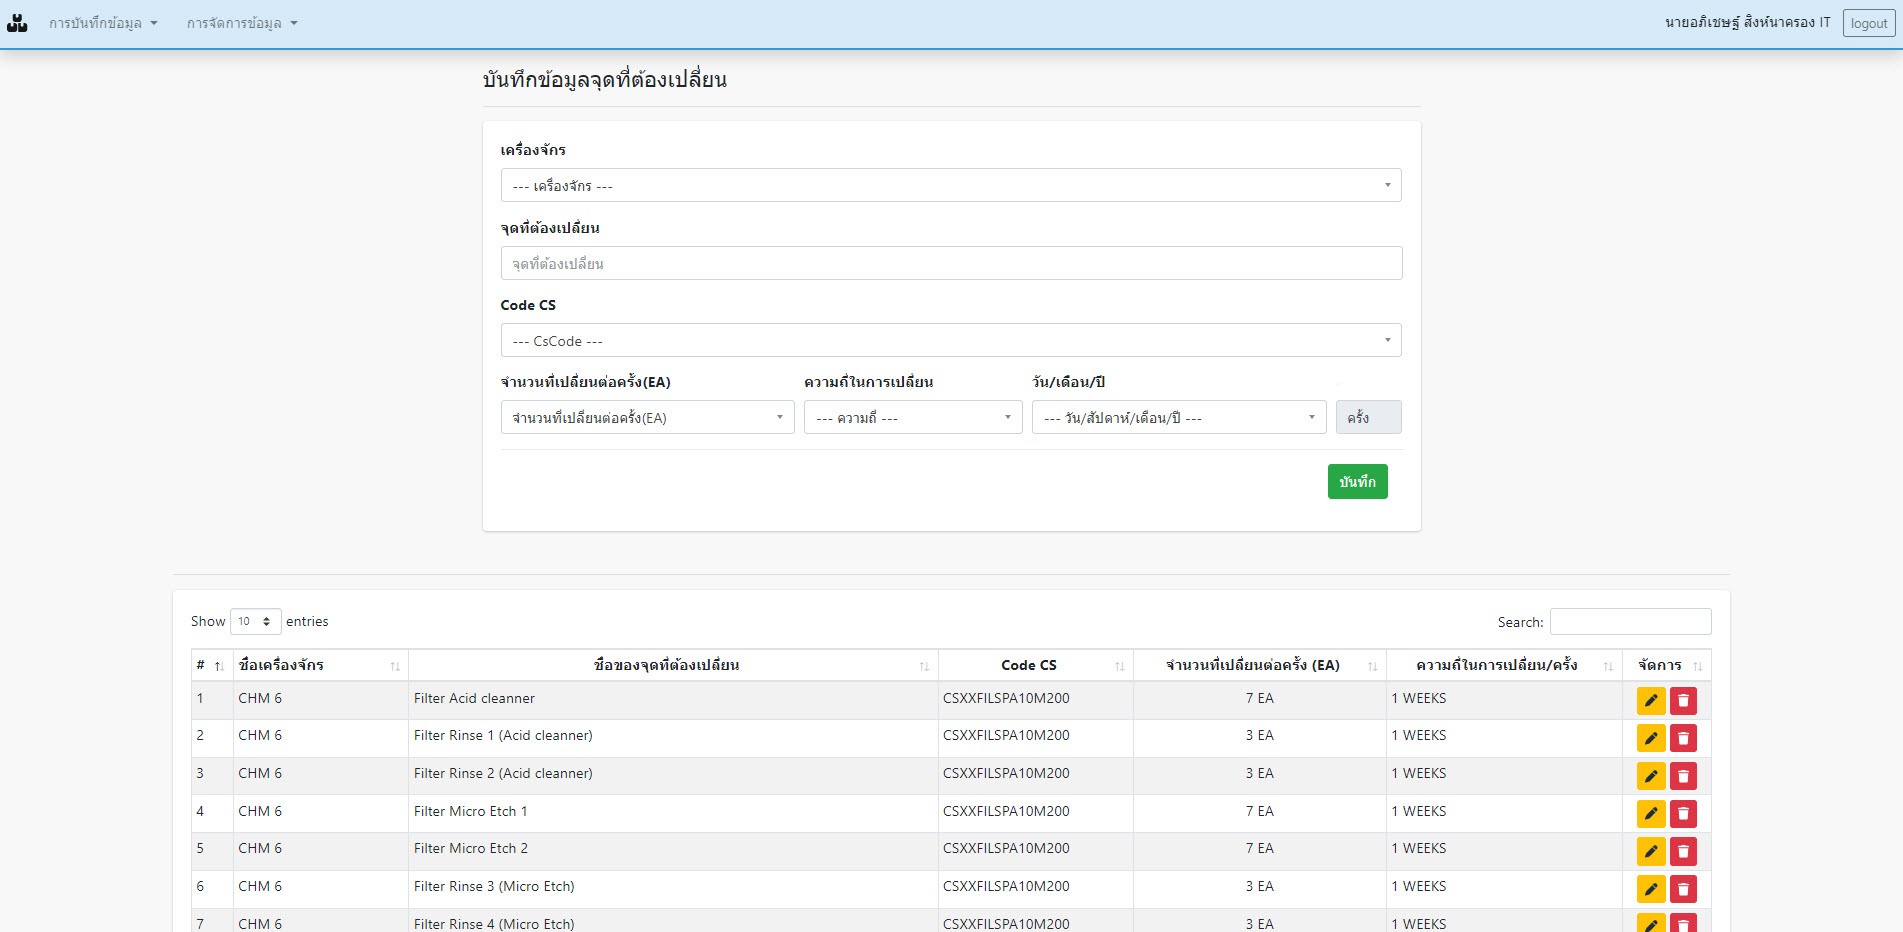 การบันทึกข้อมูล การจัดการข้อมูล นายอภิเชษฐ์ สิงห์นาครอง IT logout
บันทึกข้อมูลจุดที่ต้องเปลี่ยน
เครื่องจักร
--- เครื่องจักร ---
จุดที่ต้องเปลี่ยน
จุดที่ต้องเปลี่ยน
Code CS
--- CsCode ---
จำนวนที่เปลี่ยนต่อครั้ง(EA) ความถี่ในการเปลี่ยน วัน/เดือน/ปี
จำนวนที่เปลี่ยนต่อครั้ง(EA) --- ความถี่ --- --- วัน/สัปดาห์/เดือน/ปี --- ครั้ง
บันทึก
Show 10 entries Search:
# ชื่อเครื่องจักร ชื่อของจุดที่ต้องเปลี่ยน Code CS จำนวนที่เปลี่ยนต่อครั้ง (EA) ความถี่ในการเปลี่ยน/ครั้ง จัดการ
1 CHM 6 Filter Acid cleanner CSXXFILSPA10M200 7 EA 1 WEEKS
2 CHM 6 Filter Rinse 1 (Acid cleanner) CSXXFILSPA10M200 3 EA 1 WEEKS
3 CHM 6 Filter Rinse 2 (Acid cleanner) CSXXFILSPA10M200 3 EA 1 WEEKS
4 CHM 6 Filter Micro Etch 1 CSXXFILSPA10M200 7 EA 1 WEEKS
5 CHM 6 Filter Micro Etch 2 CSXXFILSPA10M200 7 EA 1 WEEKS
6 CHM 6 Filter Rinse 3 (Micro Etch) CSXXFILSPA10M200 3 EA 1 WEEKS
7 CHM 6 Filter Rinse 4 (Micro Etch) CSXXFILSPA10M200 3 EA 1 WEEKS